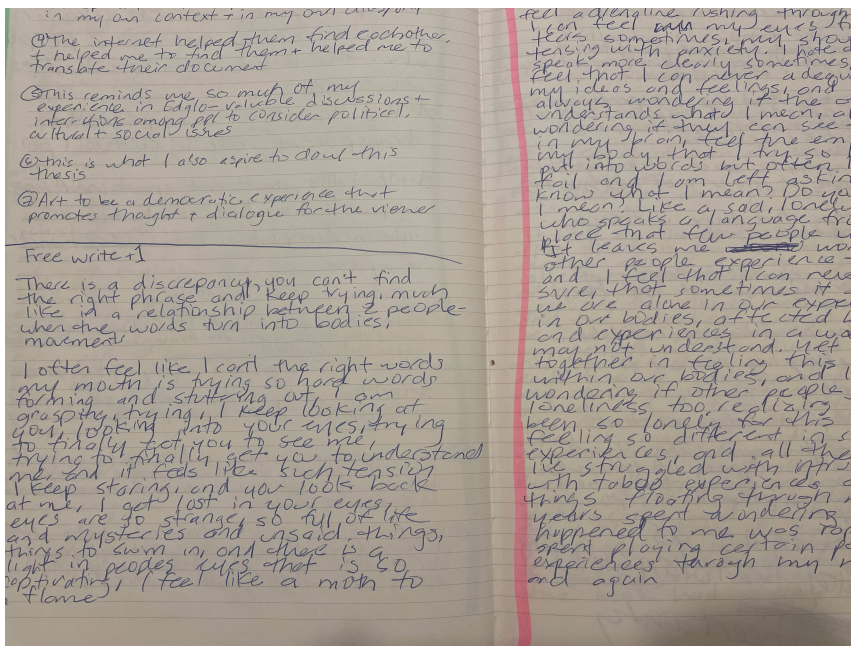 in my own context + in my own
④ The internet helped them find eachother,
+ helped me to find them + helped me to
translate their document
⑤ This reminds me so much of my
experience in Edglo- valuble discussions +
interactions among ppl to consider political,
cultural + social issues
⑥ this is what I also aspire to do w/ this
thesis
⑦ Art to be a democratic experience that
promotes thought + dialogue for the viewer
Free write #1
There is a discrepancy, you can't find
the right phrase and keep trying, much
like in a relationship between 2 people-
when the words turn into bodies,
movements
I often feel like I can't the right words
my mouth is trying so hard words
forming and stuttering out, I am
grasping, trying, I keep looking at
you, looking into your eyes, trying
to finally get you to see me,
trying to finally get you to understand
me, and it feels like such tension
I keep staring, and you look back
at me, I get lost in your eyes,
eyes are so strange, so full of life
and mysteries and unsaid things,
things to swim in, and there is a
light in peoples eyes that is so
captivating, I feel like a moth to
flame
feel adrenaline rushing through
I can feel my eyes
tears sometimes, my shou
tensing with anxiety. I hate
speak more clearly sometimes,
feel, that I can never a deq
my ideas and feelings, and
always wondering if the o
understands what I mean, a
wondering if they can see
in my brain, feel the em
my body, that I try so
put into words but often
fail and I am left askin
know what I mean? Do yo
I mean? Like a sad, lonely
who speaks a language fro
place that few people
It leaves me won
other people experience
and I feel that I can neve
sure, that sometimes it
we are alone in our expe
in our bodies, affected b
and experiences in a wa
may not understand. Yet
together in feeling this
within our bodies, and I
wondering if other people
loneliness too, realizing
been so lonely for this
feeling so different in
experiences, and all the
I've struggled with intru
with taboo experiences
things floating through
years spent wondering
happened to me was
spent playing certain pa
experiences through my
and again